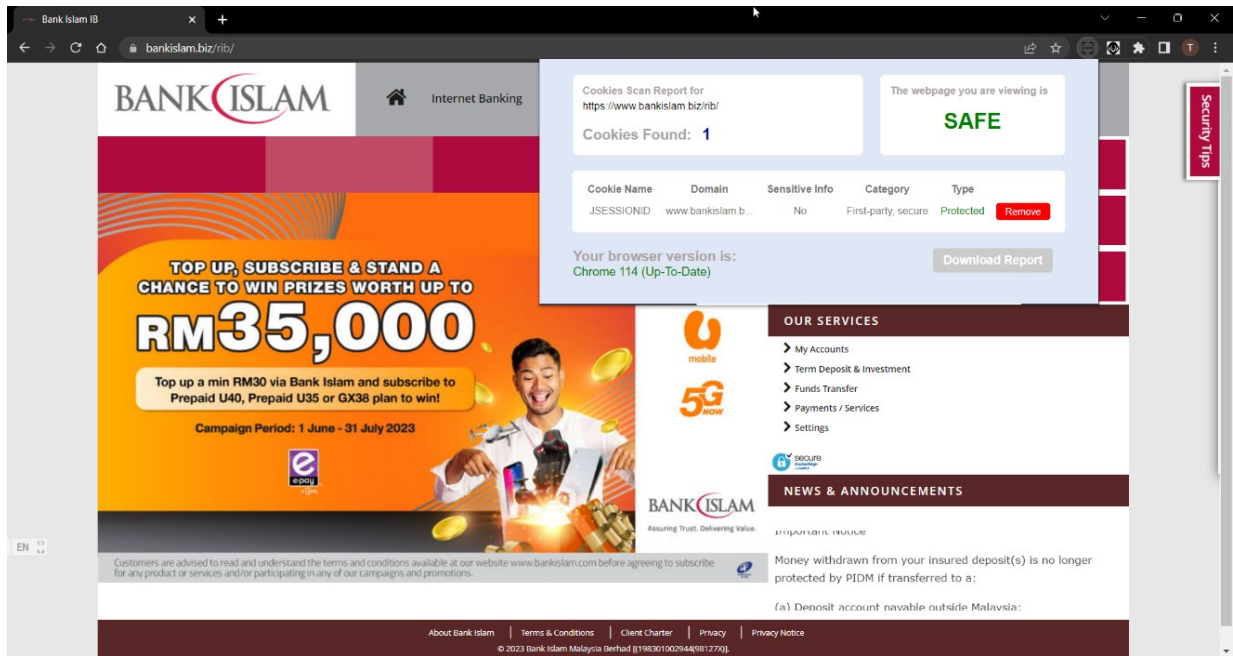 Bank Islam IB
bankislam.biz/rib/
T
BANK ISLAM
Internet Banking
Cookies Scan Report for
https://www.bankislam.biz/rib/
Cookies Found: 1
The webpage you are viewing is
SAFE
Cookie Name Domain Sensitive Info Category Type
JSESSIONID www.bankislam.b... No First-party, secure Protected Remove
Your browser version is:
Chrome 114 (Up-To-Date)
Download Report
Security Tips
TOP UP, SUBSCRIBE & STAND A
CHANCE TO WIN PRIZES WORTH UP TO
RM35,000
Top up a min RM30 via Bank Islam and subscribe to
Prepaid U40, Prepaid U35 or GX38 plan to win!
Campaign Period: 1 June - 31 July 2023
e
epay
U
mobile
5G
NOW
BANK ISLAM
Assuring Trust. Delivering Value.
Customers are advised to read and understand the terms and conditions available at our website www.bankislam.com before agreeing to subscribe
for any product or services and/or participating in any of our campaigns and promotions.
OUR SERVICES
My Accounts
Term Deposit & Investment
Funds Transfer
Payments / Services
Settings
secure
NEWS & ANNOUNCEMENTS
Important Notice
Money withdrawn from your insured deposit(s) is no longer
protected by PIDM if transferred to a:
(a) Deposit account payable outside Malaysia;
EN
About Bank Islam | Terms & Conditions | Client Charter | Privacy | Privacy Notice
© 2023 Bank Islam Malaysia Berhad [(198301002944(98127X)].